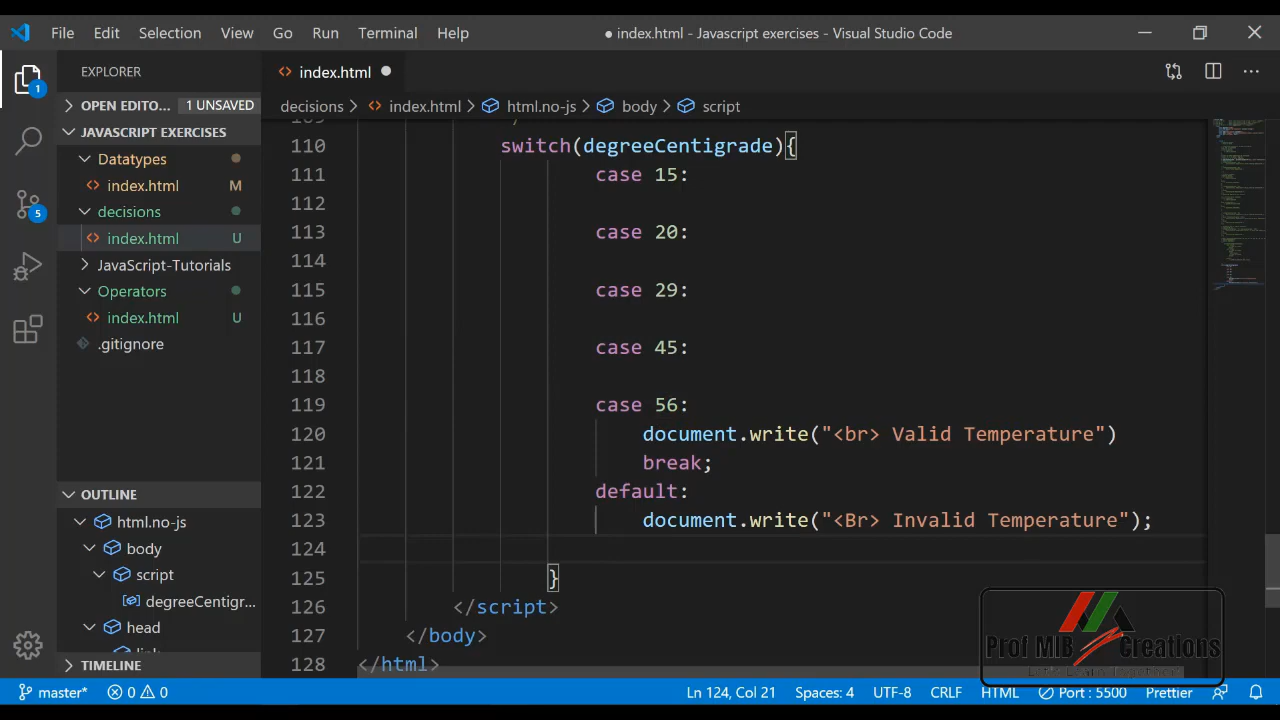 File Edit Selection View Go Run Terminal Help
● index.html - Javascript exercises - Visual Studio Code
EXPLORER
OPEN EDITO... 1 UNSAVED
JAVASCRIPT EXERCISES
Datatypes
index.html M
decisions
index.html U
JavaScript-Tutorials
Operators
index.html U
.gitignore
OUTLINE
html.no-js
body
script
degreeCentigr...
head
TIMELINE
1
5
index.html
decisions > index.html > html.no-js > body > script
110 switch(degreeCentigrade){
111 case 15:
112
113 case 20:
114
115 case 29:
116
117 case 45:
118
119 case 56:
120 document.write("<br> Valid Temperature")
121 break;
122 default:
123 document.write("<Br> Invalid Temperature");
124
125 }
126 </script>
127 </body>
128 </html>
Prof MIB Creations
master* 0 0 Ln 124, Col 21 Spaces: 4 UTF-8 CRLF HTML Port : 5500 Prettier